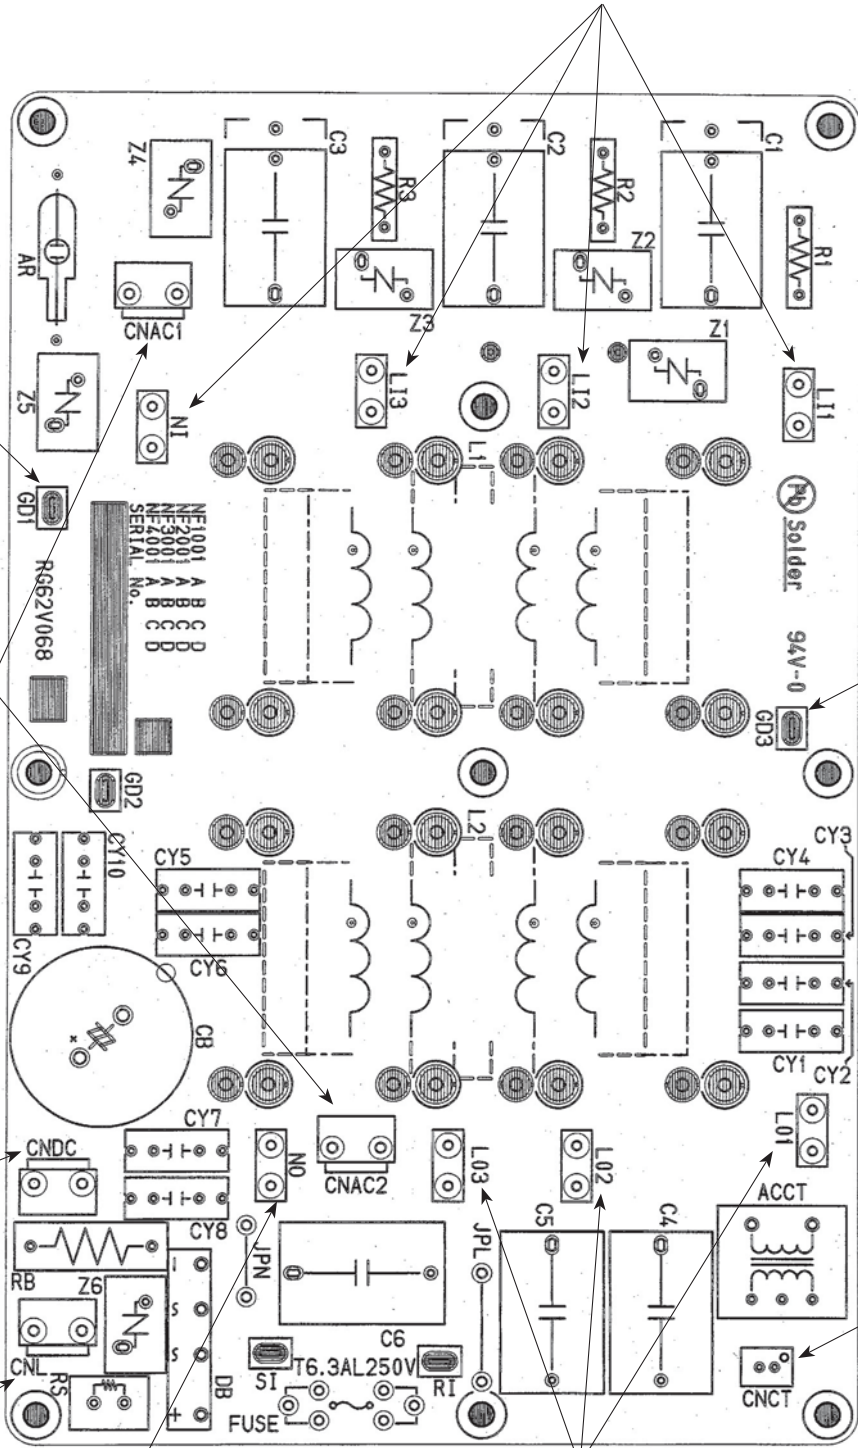 C3
C2
C1
Z4
R3
R2
R1
Z2
AR
CNAC1
Z3
Z1
Z5
NI
LI3
LI2
LI1
L1
GD1
NF1001 A B C D
NF2001 A B C D
NF3001 A B C D
NF4001 A B C D
SERIAL No.
RG62V068
Pb Solder
94V-0
GD3
GD2
L2
CY3
CY10
CY5
CY4
CY9
CY6
CB
CY1
CY2
CY7
LO1
CNDC
NO
CNAC2
LO3
LO2
ACCT
CY8
C5
C4
JPN
JPL
RB
Z6
C6
CNL
SI
T6.3AL250V
RI
RS
DB
FUSE
CNCT
I
S
S
+